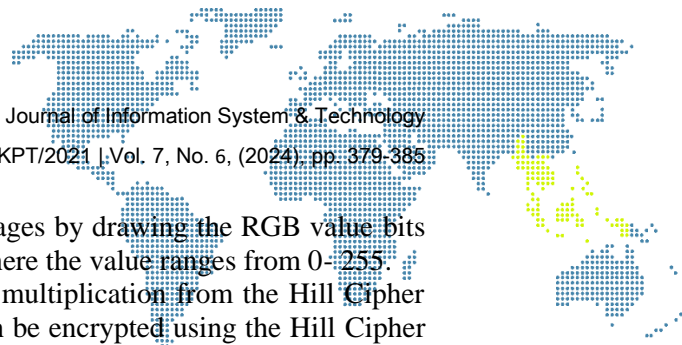 Journal of Information System & Technology
KPT/2021 | Vol. 7, No. 6, (2024), pp. 379-385
ages by drawing the RGB value bits
here the value ranges from 0- 255.
multiplication from the Hill Cipher
be encrypted using the Hill Cipher